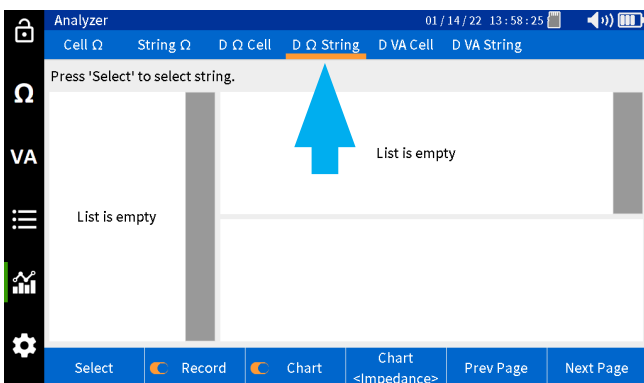 Analyzer 01/14/22 13:58:25
Cell Ω String Ω D Ω Cell D Ω String D VA Cell D VA String
Press 'Select' to select string.
Ω
VA
List is empty
List is empty
Select Record Chart Chart <Impedance> Prev Page Next Page